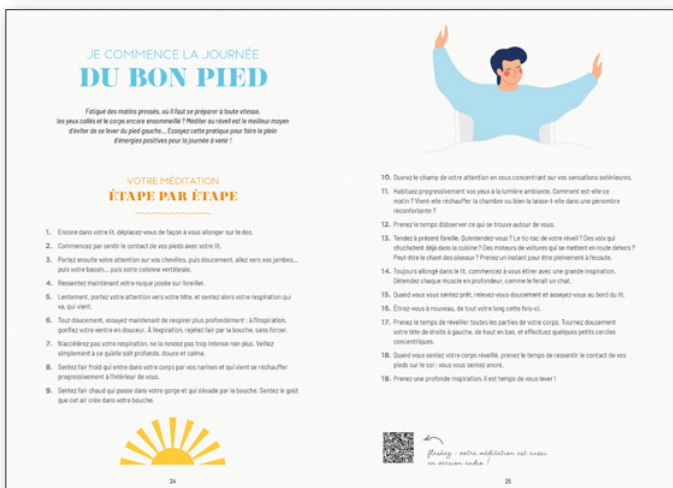 JE COMMENCE LA JOURNÉE
DU BON PIED
Fatigué des matins pressés, où il faut se préparer à toute vitesse,
les yeux collés et le corps encore ensommeillé ? Méditer au réveil est le meilleur moyen
d'éviter de se lever du pied gauche... Essayez cette pratique pour faire le plein
d'énergies positives pour la journée à venir !
VOTRE MÉDITATION
ÉTAPE PAR ÉTAPE
1. Encore dans votre lit, déplacez-vous de façon à vous allonger sur le dos.
2. Commencez par sentir le contact de vos pieds avec votre lit.
3. Portez ensuite votre attention sur vos chevilles, puis doucement, allez vers vos jambes...
puis votre bassin... puis votre colonne vertébrale.
4. Ressentez maintenant votre nuque posée sur l'oreiller.
5. Lentement, portez votre attention vers votre tête, et sentez alors votre respiration qui
va, qui vient.
6. Tout doucement, essayez maintenant de respirer plus profondément : à l'inspiration,
gonflez votre ventre en douceur. À l'expiration, rejetez l'air par la bouche, sans forcer.
7. N'accélérez pas votre respiration, ne la rendez pas trop intense non plus. Veillez
simplement à ce qu'elle soit profonde, douce et calme.
8. Sentez l'air froid qui entre dans votre corps par vos narines et qui vient se réchauffer
progressivement à l'intérieur de vous.
9. Sentez l'air chaud qui passe dans votre gorge et qui s'évade par la bouche. Sentez le goût
que cet air crée dans votre bouche.
24
10. Ouvrez le champ de votre attention en vous concentrant sur vos sensations extérieures.
11. Habituez progressivement vos yeux à la lumière ambiante. Comment est-elle ce
matin ? Vient-elle réchauffer la chambre ou bien la laisse-t-elle dans une pénombre
réconfortante ?
12. Prenez le temps d'observer ce qui se trouve autour de vous.
13. Tendez à présent l'oreille. Qu'entendez-vous ? Le tic-tac de votre réveil ? Des voix qui
chuchotent déjà dans la cuisine ? Des moteurs de voitures qui se mettent en route dehors ?
Peut-être le chant des oiseaux ? Prenez un instant pour être pleinement à l'écoute.
14. Toujours allongé dans le lit, commencez à vous étirer avec une grande inspiration.
Détendez chaque muscle en profondeur, comme le ferait un chat.
15. Quand vous vous sentez prêt, relevez-vous doucement et asseyez-vous au bord du lit.
16. Étirez-vous à nouveau, de tout votre long cette fois-ci.
17. Prenez le temps de réveiller toutes les parties de votre corps. Tournez doucement
votre tête de droite à gauche, de haut en bas, et effectuez quelques petits cercles
concentriques.
18. Quand vous sentez votre corps réveillé, prenez le temps de ressentir le contact de vos
pieds sur le sol : vous vous sentez ancré.
19. Prenez une profonde inspiration, il est temps de vous lever !
flashez : notre méditation est aussi
en version audio !
25